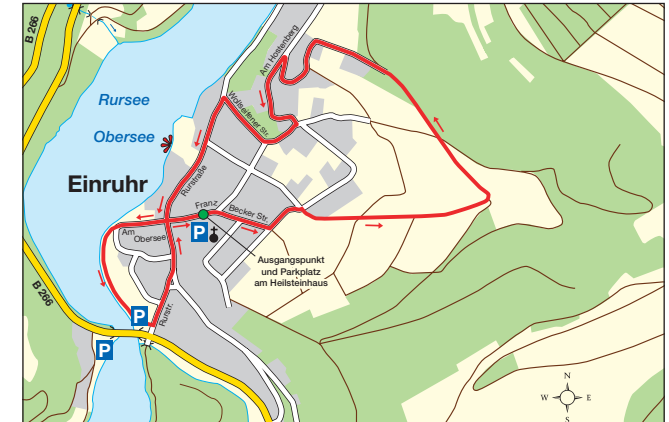 B 266
Am Hostenberg
Rursee
Obersee
Wollseifener Str.
Einruhr
Rurstraße
Franz
Becker Str.
Am
Obersee
P
Ausgangspunkt
und Parkplatz
am Heilsteinhaus
B 266
P
Rurstr.
P
N
W
E
S